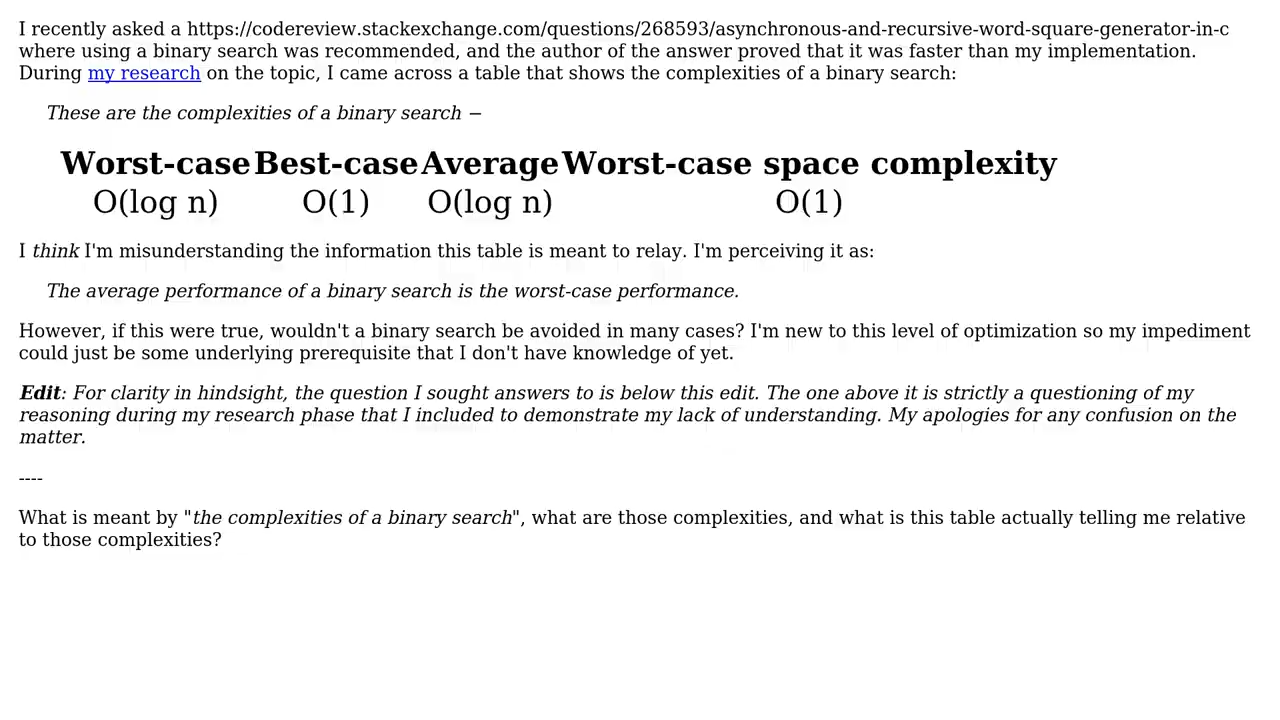 I recently asked a https://codereview.stackexchange.com/questions/268593/asynchronous-and-recursive-word-square-generator-in-c
where using a binary search was recommended, and the author of the answer proved that it was faster than my implementation.
During my research on the topic, I came across a table that shows the complexities of a binary search:
These are the complexities of a binary search −
Worst-case Best-case Average Worst-case space complexity
O(log n) O(1) O(log n) O(1)
I think I'm misunderstanding the information this table is meant to relay. I'm perceiving it as:
The average performance of a binary search is the worst-case performance.
However, if this were true, wouldn't a binary search be avoided in many cases? I'm new to this level of optimization so my impediment
could just be some underlying prerequisite that I don't have knowledge of yet.
Edit: For clarity in hindsight, the question I sought answers to is below this edit. The one above it is strictly a questioning of my
reasoning during my research phase that I included to demonstrate my lack of understanding. My apologies for any confusion on the
matter.
----
What is meant by "the complexities of a binary search", what are those complexities, and what is this table actually telling me relative
to those complexities?